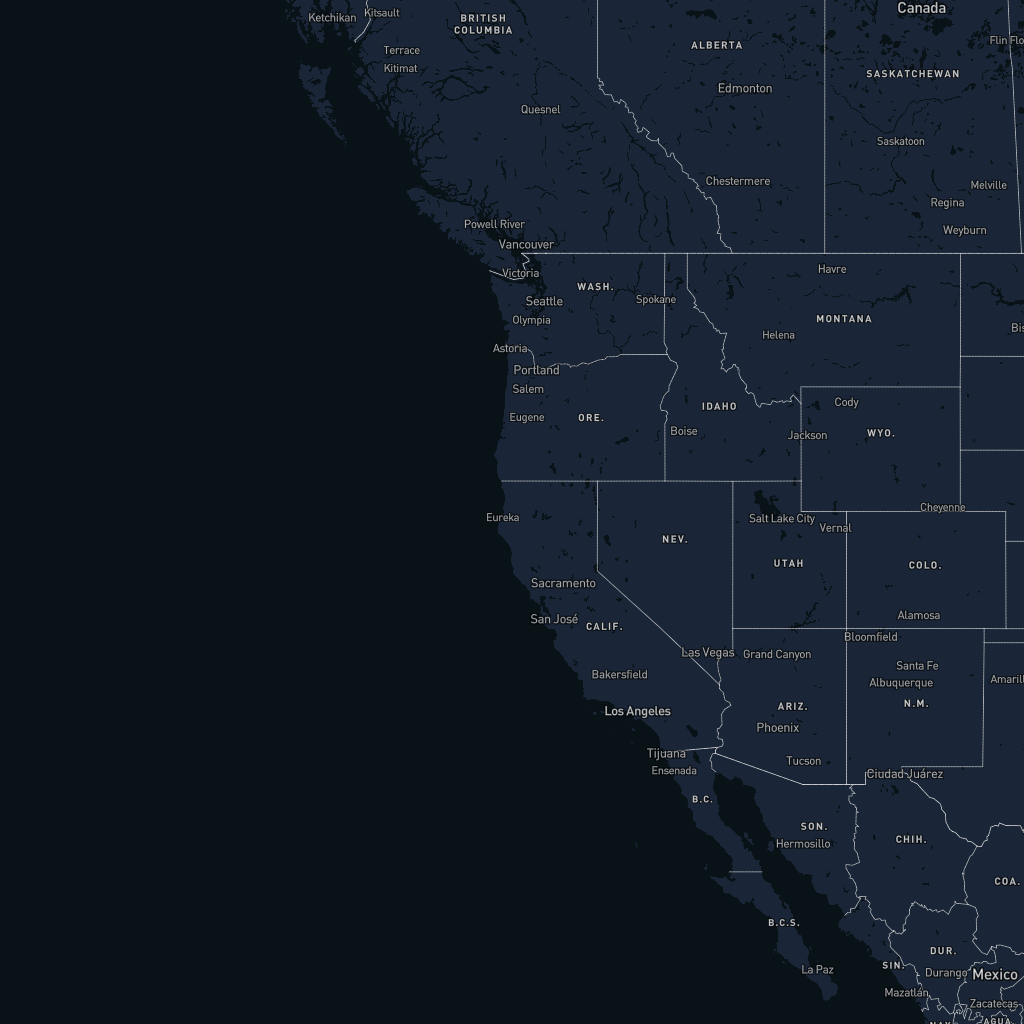 Canada
Ketchikan
Kitsault
BRITISH
COLUMBIA
Terrace
Kitimat
ALBERTA
Flin Flo
SASKATCHEWAN
Edmonton
Quesnel
Saskatoon
Chestermere
Melville
Regina
Powell River
Weyburn
Vancouver
Victoria
Havre
WASH.
Seattle
Spokane
Olympia
MONTANA
Bis
Helena
Astoria
Portland
Salem
Eugene
ORE.
IDAHO
Cody
Boise
Jackson
WYO.
Cheyenne
Eureka
Salt Lake City
Vernal
NEV.
UTAH
COLO.
Sacramento
San José
CALIF.
Alamosa
Bloomfield
Las Vegas
Grand Canyon
Santa Fe
Bakersfield
Albuquerque
Amarill
Los Angeles
ARIZ.
N.M.
Phoenix
Tijuana
Tucson
Ensenada
Ciudad Juárez
B.C.
SON.
Hermosillo
CHIH.
COA.
B.C.S.
DUR.
SIN.
La Paz
Durango
Mexico
Mazatlán
Zacatecas
AGUA.
NAY.